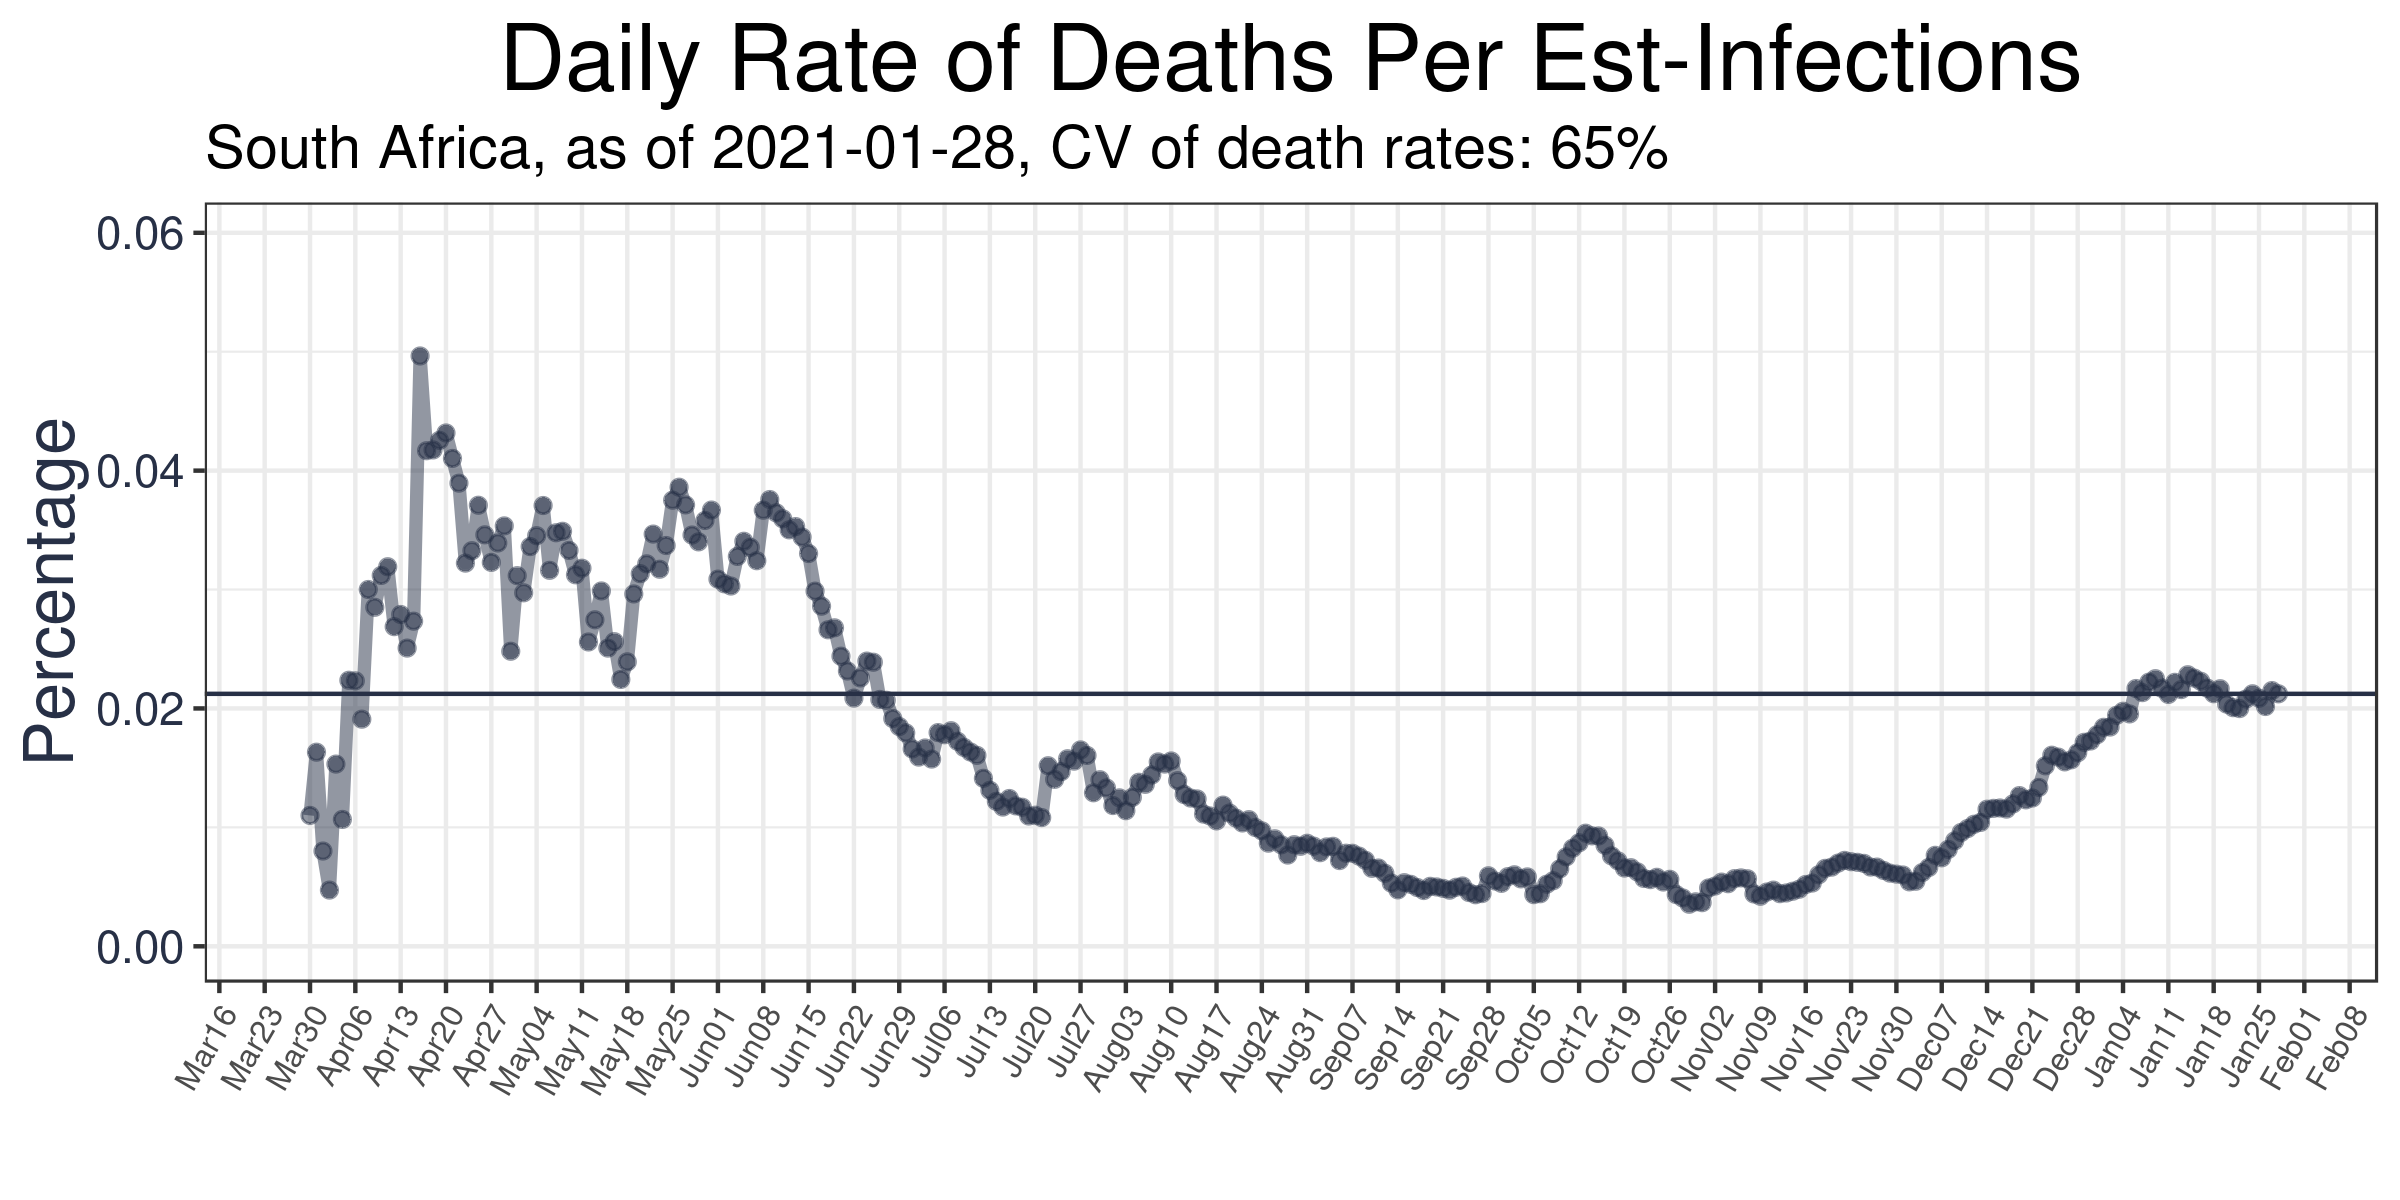 Daily Rate of Deaths Per Est-Infections
South Africa, as of 2021-01-28, CV of death rates: 65%
Percentage
0.06
0.04
0.02
0.00
Mar16
Mar23
Mar30
Apr06
Apr13
Apr20
Apr27
May04
May11
May18
May25
Jun01
Jun08
Jun15
Jun22
Jun29
Jul06
Jul13
Jul20
Jul27
Aug03
Aug10
Aug17
Aug24
Aug31
Sep07
Sep14
Sep21
Sep28
Oct05
Oct12
Oct19
Oct26
Nov02
Nov09
Nov16
Nov23
Nov30
Dec07
Dec14
Dec21
Dec28
Jan04
Jan11
Jan18
Jan25
Feb01
Feb08